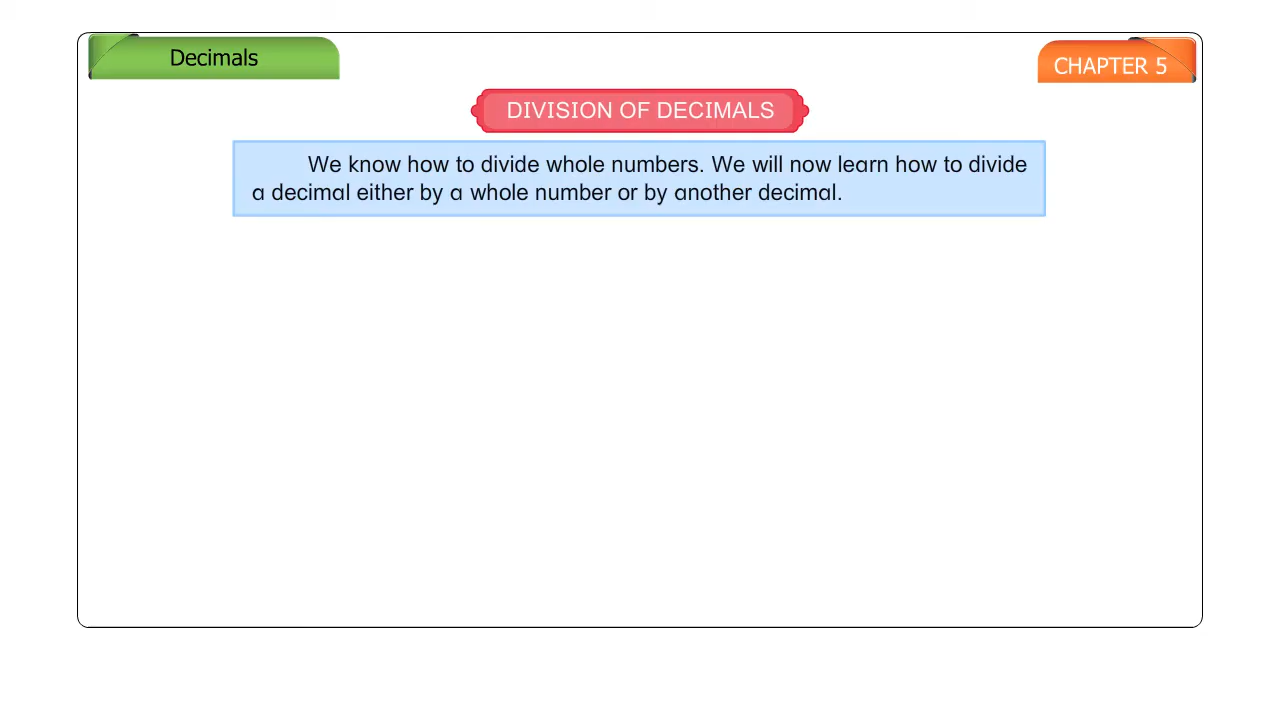 Decimals
CHAPTER 5
DIVISION OF DECIMALS
We know how to divide whole numbers. We will now learn how to divide
a decimal either by a whole number or by another decimal.